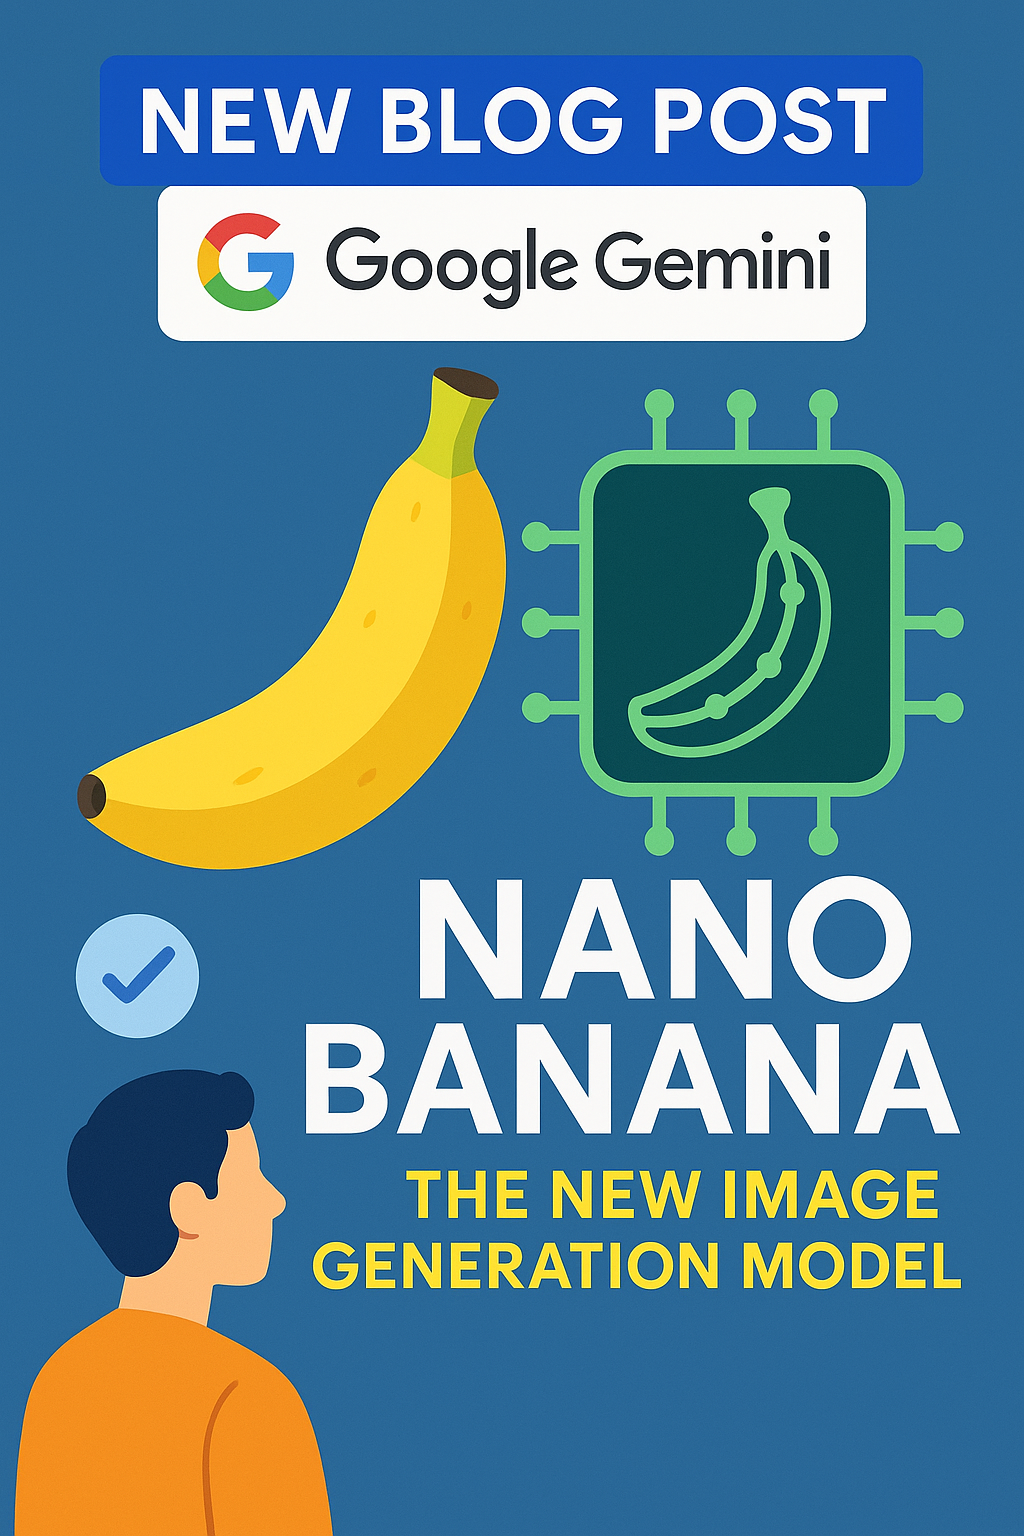 NEW BLOG POST
Google Gemini
NANO
BANANA
THE NEW IMAGE
GENERATION MODEL